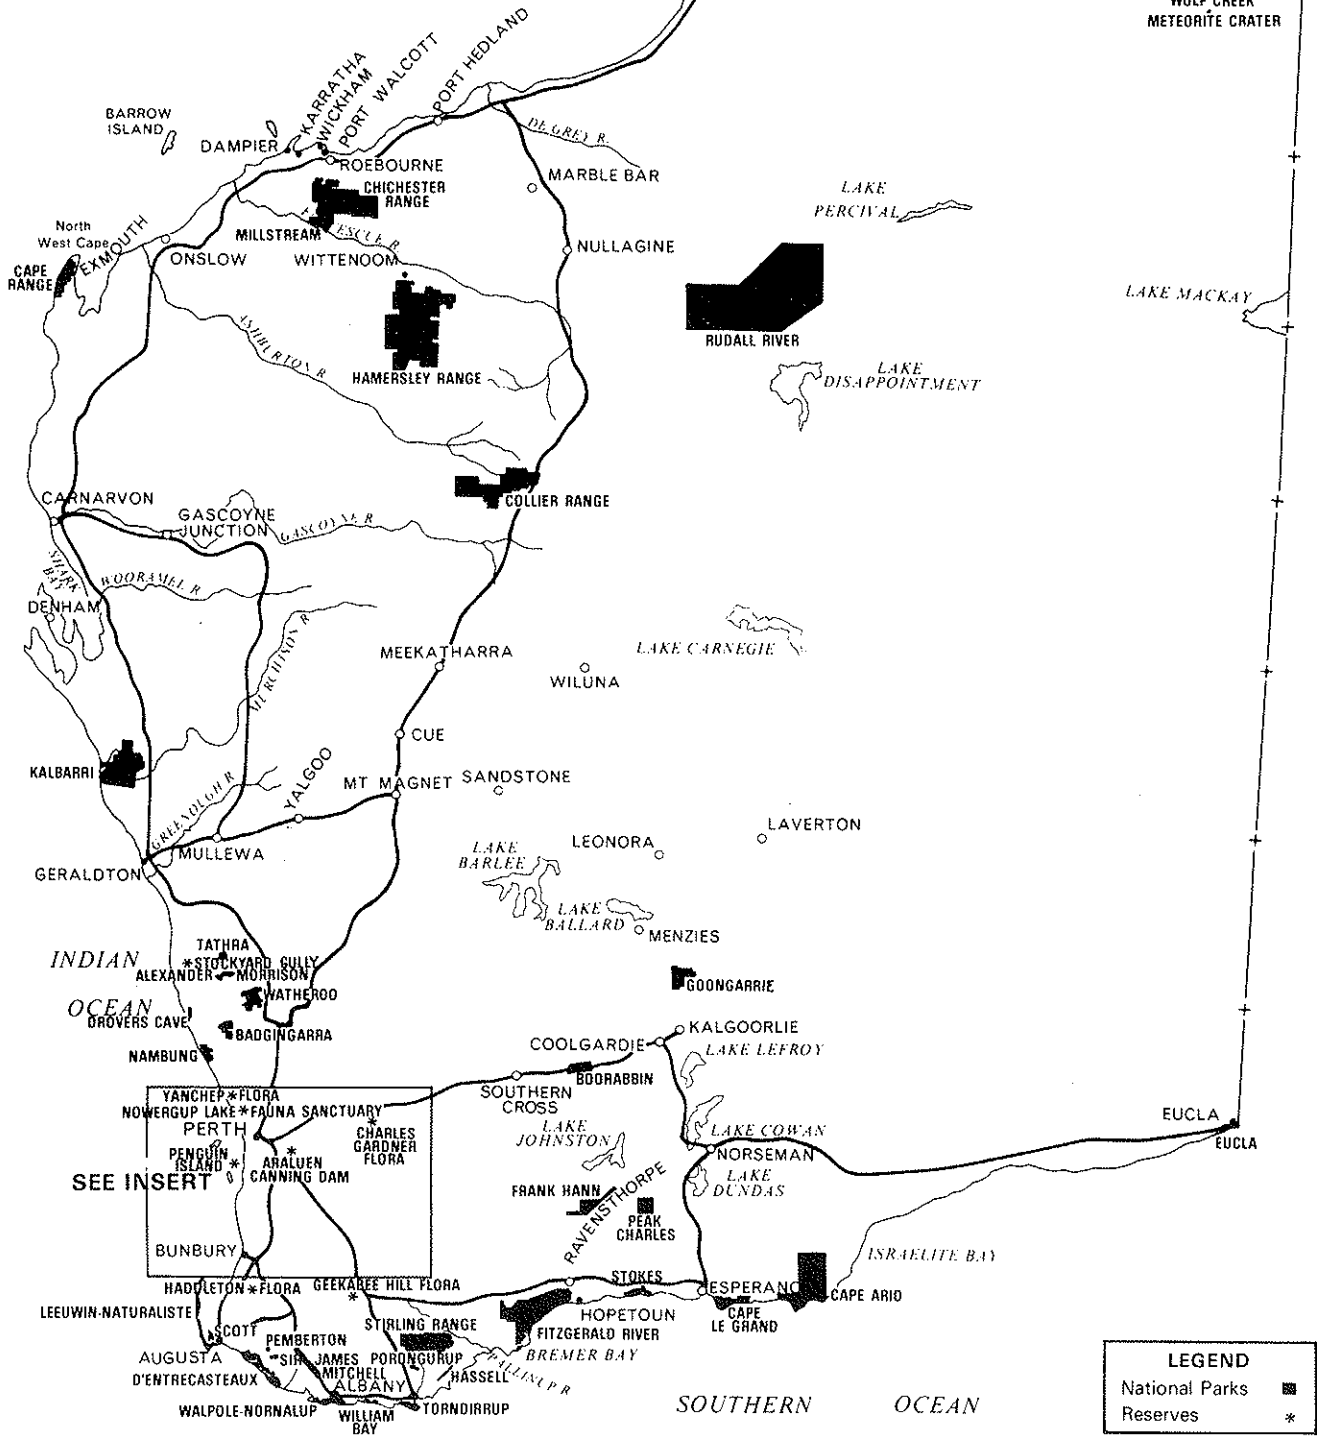 WOLF CREEK
METEORITE CRATER
BARROW
ISLAND
DAMPIER
KARRATHA
WICKHAM
PORT WALCOTT
PORT HEDLAND
ROEBOURNE
DE GREY R.
MARBLE BAR
CHICHESTER
RANGE
MILLSTREAM
LAKE
PERCIVAL
North
West Cape
EXMOUTH
CAPE
RANGE
ONSLOW
WITTENOOM
NULLAGINE
LAKE MACKAY
RUDALL RIVER
ASHBURTON R
HAMERSLEY RANGE
LAKE
DISAPPOINTMENT
COLLIER RANGE
CARNARVON
GASCOYNE
JUNCTION
GASCOYNE R
SHARK
BAY
WOORAMEL R
DENHAM
MURCHISON R
LAKE CARNEGIE
MEEKATHARRA
WILUNA
CUE
KALBARRI
MT MAGNET
SANDSTONE
YALGOO
GREENOUGH R
MULLEWA
GERALDTON
LAVERTON
LEONORA
LAKE
BARLEE
LAKE
BALLARD
MENZIES
INDIAN
OCEAN
TATHRA
*STOCKYARD GULLY
ALEXANDER MORRISON
WATHEROO
DROVERS CAVE
BADGINGARRA
NAMBUNG
GOONGARRIE
KALGOORLIE
COOLGARDIE
LAKE LEFROY
BOORABBIN
SOUTHERN
CROSS
YANCHEP*FLORA
NOWERGUP LAKE*FAUNA SANCTUARY
PERTH
*
CHARLES
GARDNER
FLORA
PENGUIN
ISLAND *
*
ARALUEN
CANNING DAM
SEE INSERT
LAKE
JOHNSTON
LAKE COWAN
NORSEMAN
LAKE
DUNDAS
EUCLA
EUCLA
FRANK HANN
RAVENSTHORPE
PEAK
CHARLES
BUNBURY
ISRAELITE BAY
HADDLETON*FLORA
GEEKABEE HILL FLORA
*
STOKES
ESPERANC
CAPE ARID
LEEUWIN-NATURALISTE
HOPETOUN
CAPE
LE GRAND
SCOTT
STIRLING RANGE
FITZGERALD RIVER
BREMER BAY
AUGUSTA
PEMBERTON
SIR JAMES
MITCHELL
PORONGURUP
PALLINUP R
HASSELL
D'ENTRECASTEAUX
ALBANY
WALPOLE-NORNALUP
WILLIAM
BAY
TORNDIRRUP
SOUTHERN OCEAN
LEGEND
National Parks
Reserves *